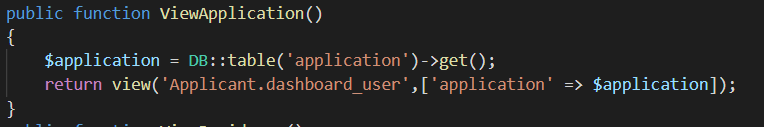 public function ViewApplication()
{
$application = DB::table('application')->get();
return view('Applicant.dashboard_user',['application' => $application]);
}